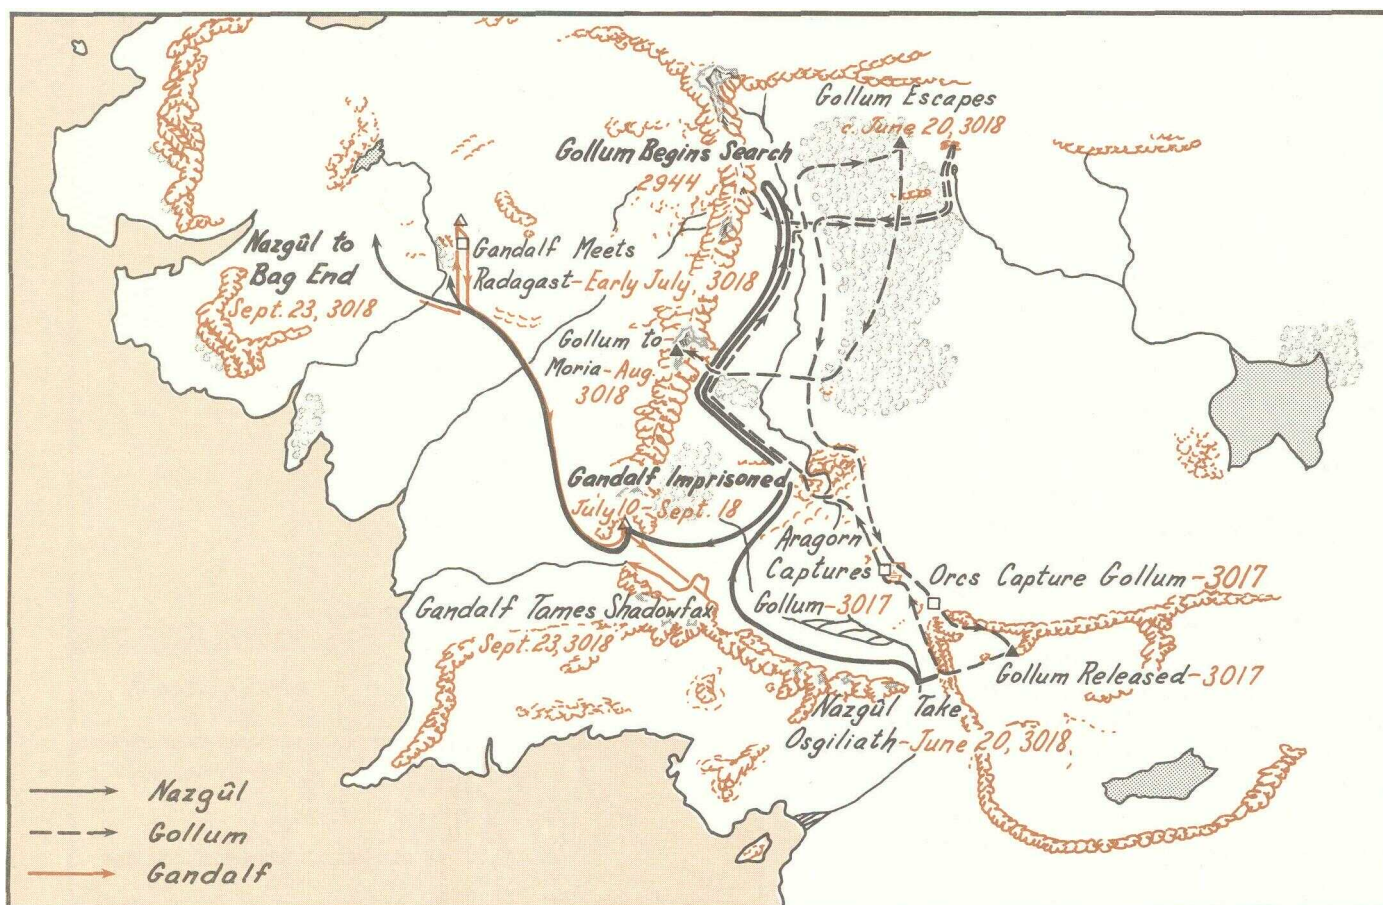 Gollum Escapes
c. June 20, 3018
Gollum Begins Search
2944
Nazgûl to
Bag End
Sept. 23, 3018
Gandalf Meets
Radagast-Early July, 3018
Gollum to
Moria-Aug.
3018
Gandalf Imprisoned
July 10 - Sept. 18
Aragorn
Captures
Gollum-3017
Orcs Capture Gollum-3017
Gandalf Tames Shadowfax
Sept. 23, 3018
Gollum Released-3017
Nazgûl Take
Osgiliath-June 20, 3018
Nazgûl
Gollum
Gandalf